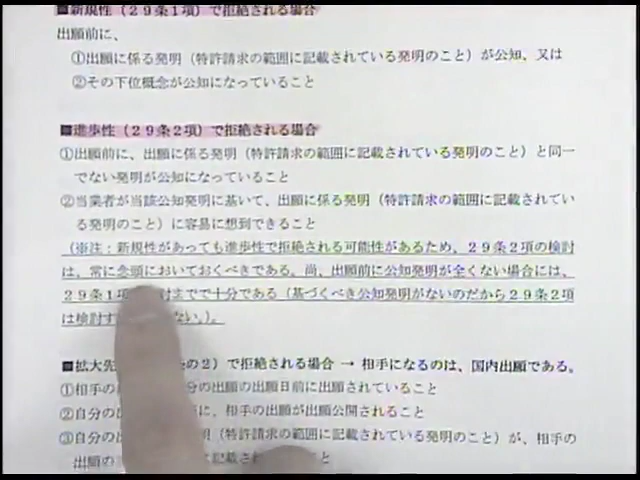 ■新規性（２９条１項）で拒絶される場合
出願前に、
①出願に係る発明（特許請求の範囲に記載されている発明のこと）が公知、又は
②その下位概念が公知になっていること
■進歩性（２９条２項）で拒絶される場合
①出願前に、出願に係る発明（特許請求の範囲に記載されている発明のこと）と同一
でない発明が公知になっていること
②当業者が当該公知発明に基いて、出願に係る発明（特許請求の範囲に記載されてい
る発明のこと）に容易に想到できること
（※注：新規性があっても進歩性で拒絶される可能性があるため、２９条２項の検討
は、常に念頭においておくべきである。尚、出願前に公知発明が全くない場合には、
２９条１項 討までで十分である（基づくべき公知発明がないのだから２９条２項
は検討す ない。）。
■拡大先 の２）で拒絶される場合 → 相手になるのは、国内出願である。
①相手の 分の出願の出願日前に出願されていること
②自分の出 に、相手の出願が出願公開されること
③自分の出 明（特許請求の範囲に記載されている発明のこと）が、相手の
出願の に記載さ と